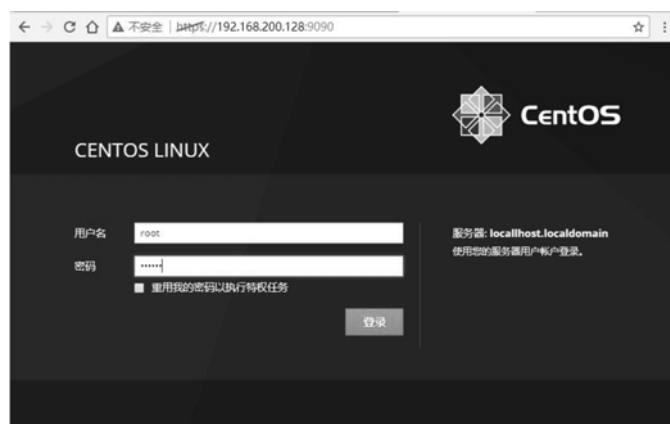 不安全 | https://192.168.200.128:9090
CentOS
CENTOS LINUX
用户名 root
密码 ······
重用我的密码以执行特权任务
登录
服务器: locallhost.localdomain
使用您的服务器用户帐户登录。